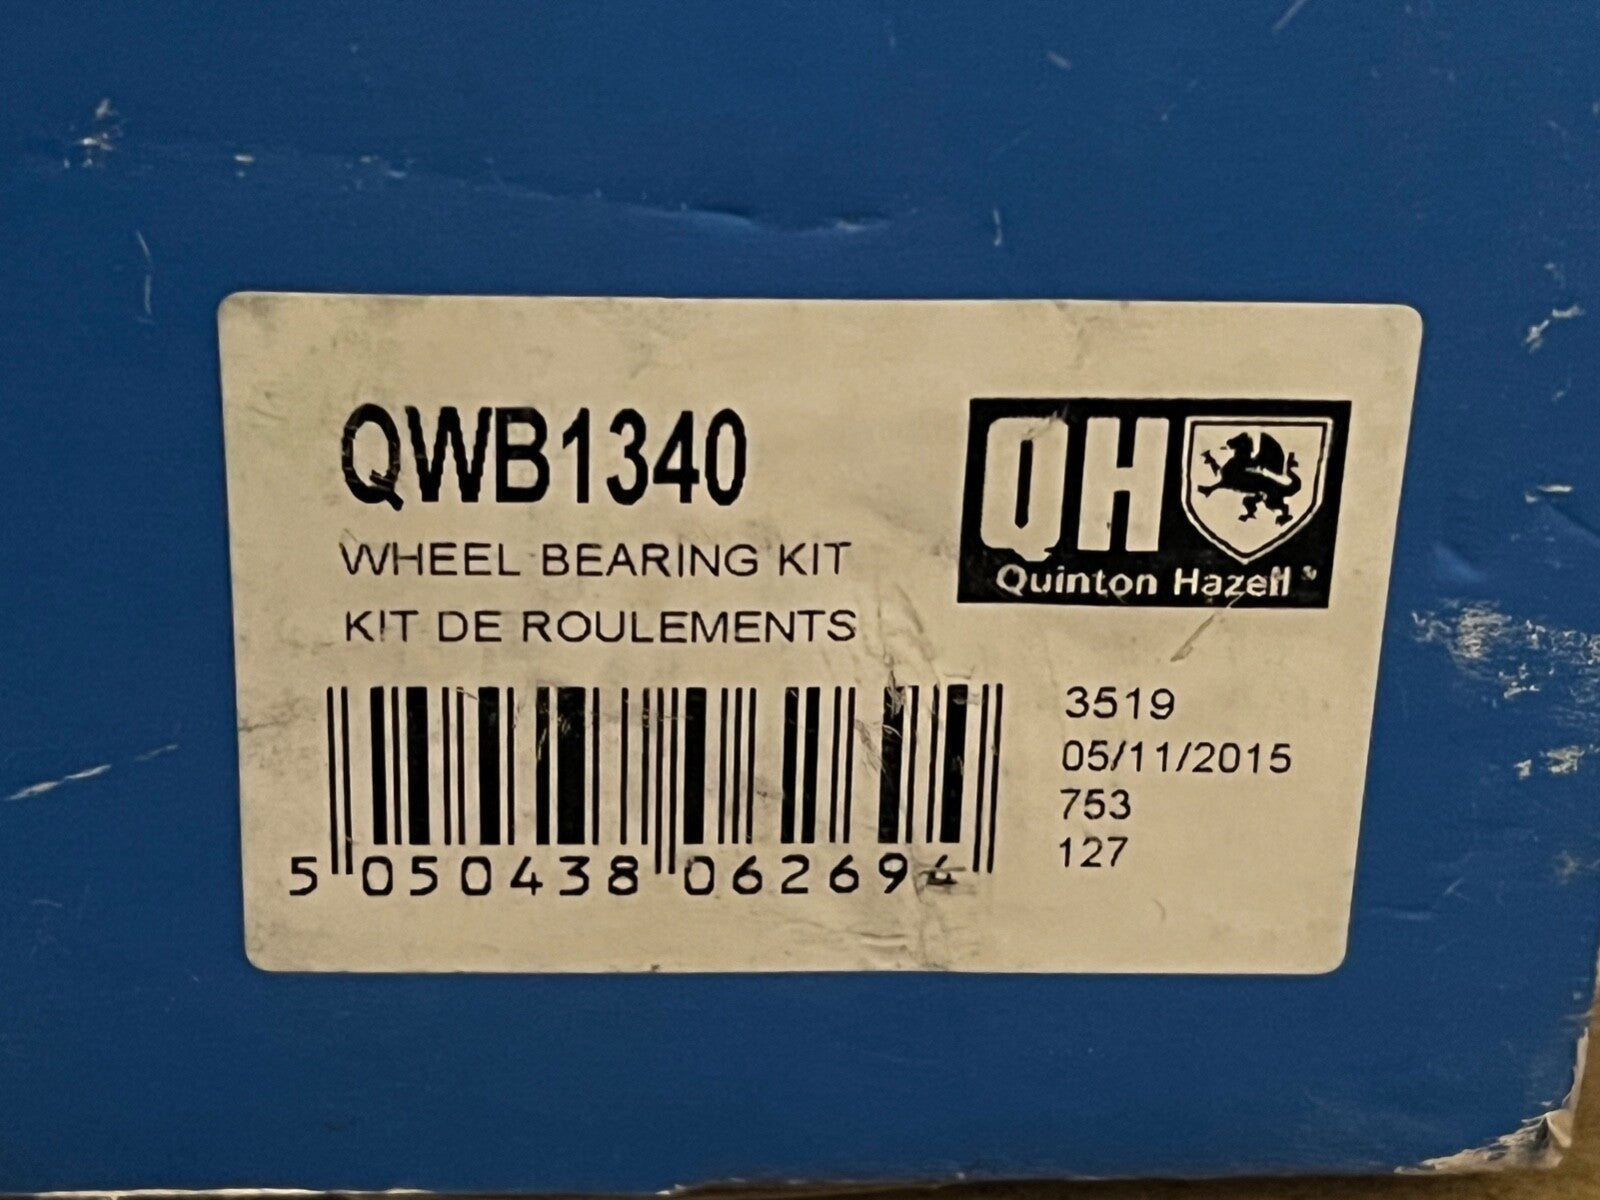 QWB1340
WHEEL BEARING KIT
KIT DE ROULEMENTS
QH
Quinton Hazell
3519
05/11/2015
753
127
5 050438 062694